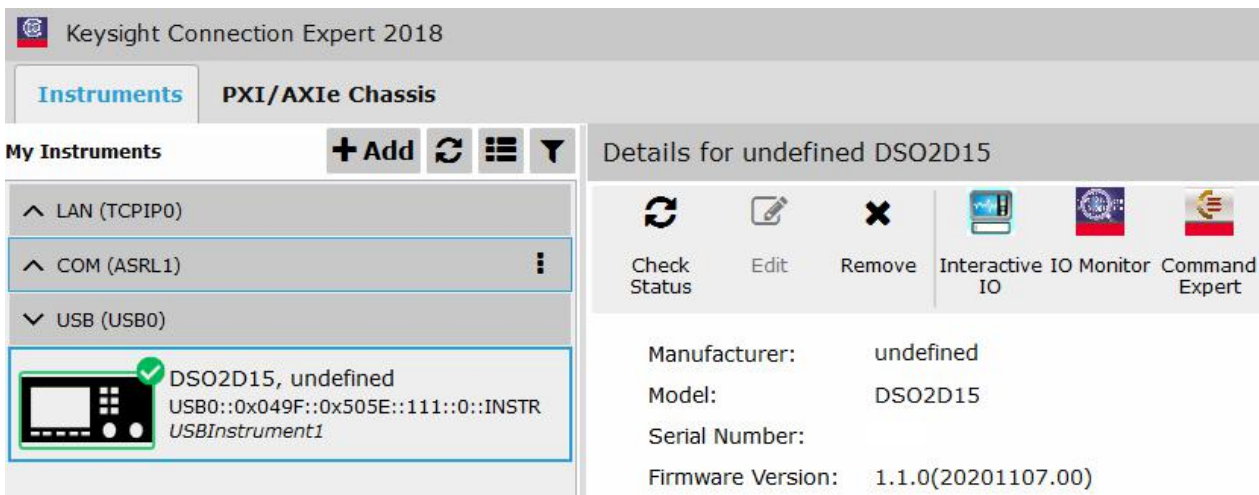 Keysight Connection Expert 2018
Instruments
PXI/AXIe Chassis
My Instruments
Add
LAN (TCPIP0)
COM (ASRL1)
USB (USB0)
DSO2D15, undefined
USB0::0x049F::0x505E::111::0::INSTR
USBInstrument1
Details for undefined DSO2D15
Check Status
Edit
Remove
Interactive IO
IO Monitor
Command Expert
Manufacturer: undefined
Model: DSO2D15
Serial Number:
Firmware Version: 1.1.0(20201107.00)